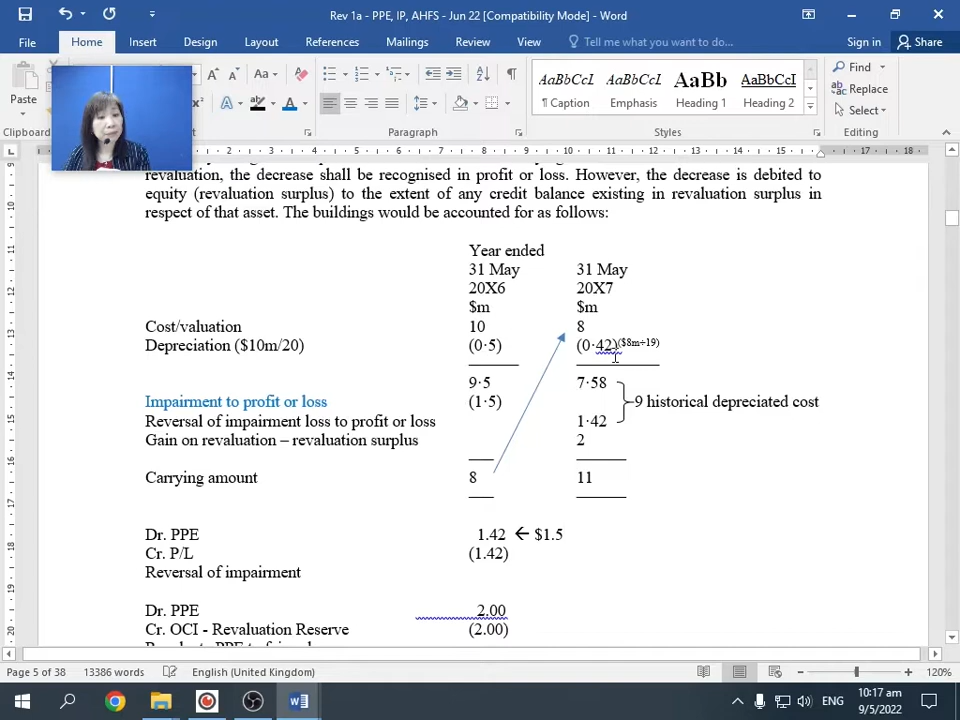 Rev 1a - PPE, IP, AHFS - Jun 22 [Compatibility Mode] - Word
File Home Insert Design Layout References Mailings Review View Tell me what you want to do... Sign in Share
Paste
Aa
AaBbCcI AaBbCcI AaBb AaBbCcI
¶ Caption Emphasis Heading 1 Heading 2
Find
Replace
Select
Paragraph Styles Editing
revaluation, the decrease shall be recognised in profit or loss. However, the decrease is debited to
equity (revaluation surplus) to the extent of any credit balance existing in revaluation surplus in
respect of that asset. The buildings would be accounted for as follows:
Year ended
31 May 31 May
20X6 20X7
$m $m
Cost/valuation 10 8
Depreciation ($10m/20) (0·5) (0·42)($8m÷19)
9·5 7·58
Impairment to profit or loss (1·5) 9 historical depreciated cost
Reversal of impairment loss to profit or loss 1·42
Gain on revaluation – revaluation surplus 2
Carrying amount 8 11
Dr. PPE 1.42 ← $1.5
Cr. P/L (1.42)
Reversal of impairment
Dr. PPE 2.00
Cr. OCI - Revaluation Reserve (2.00)
Page 5 of 38 13386 words English (United Kingdom) 120%
ENG 10:17 am
9/5/2022